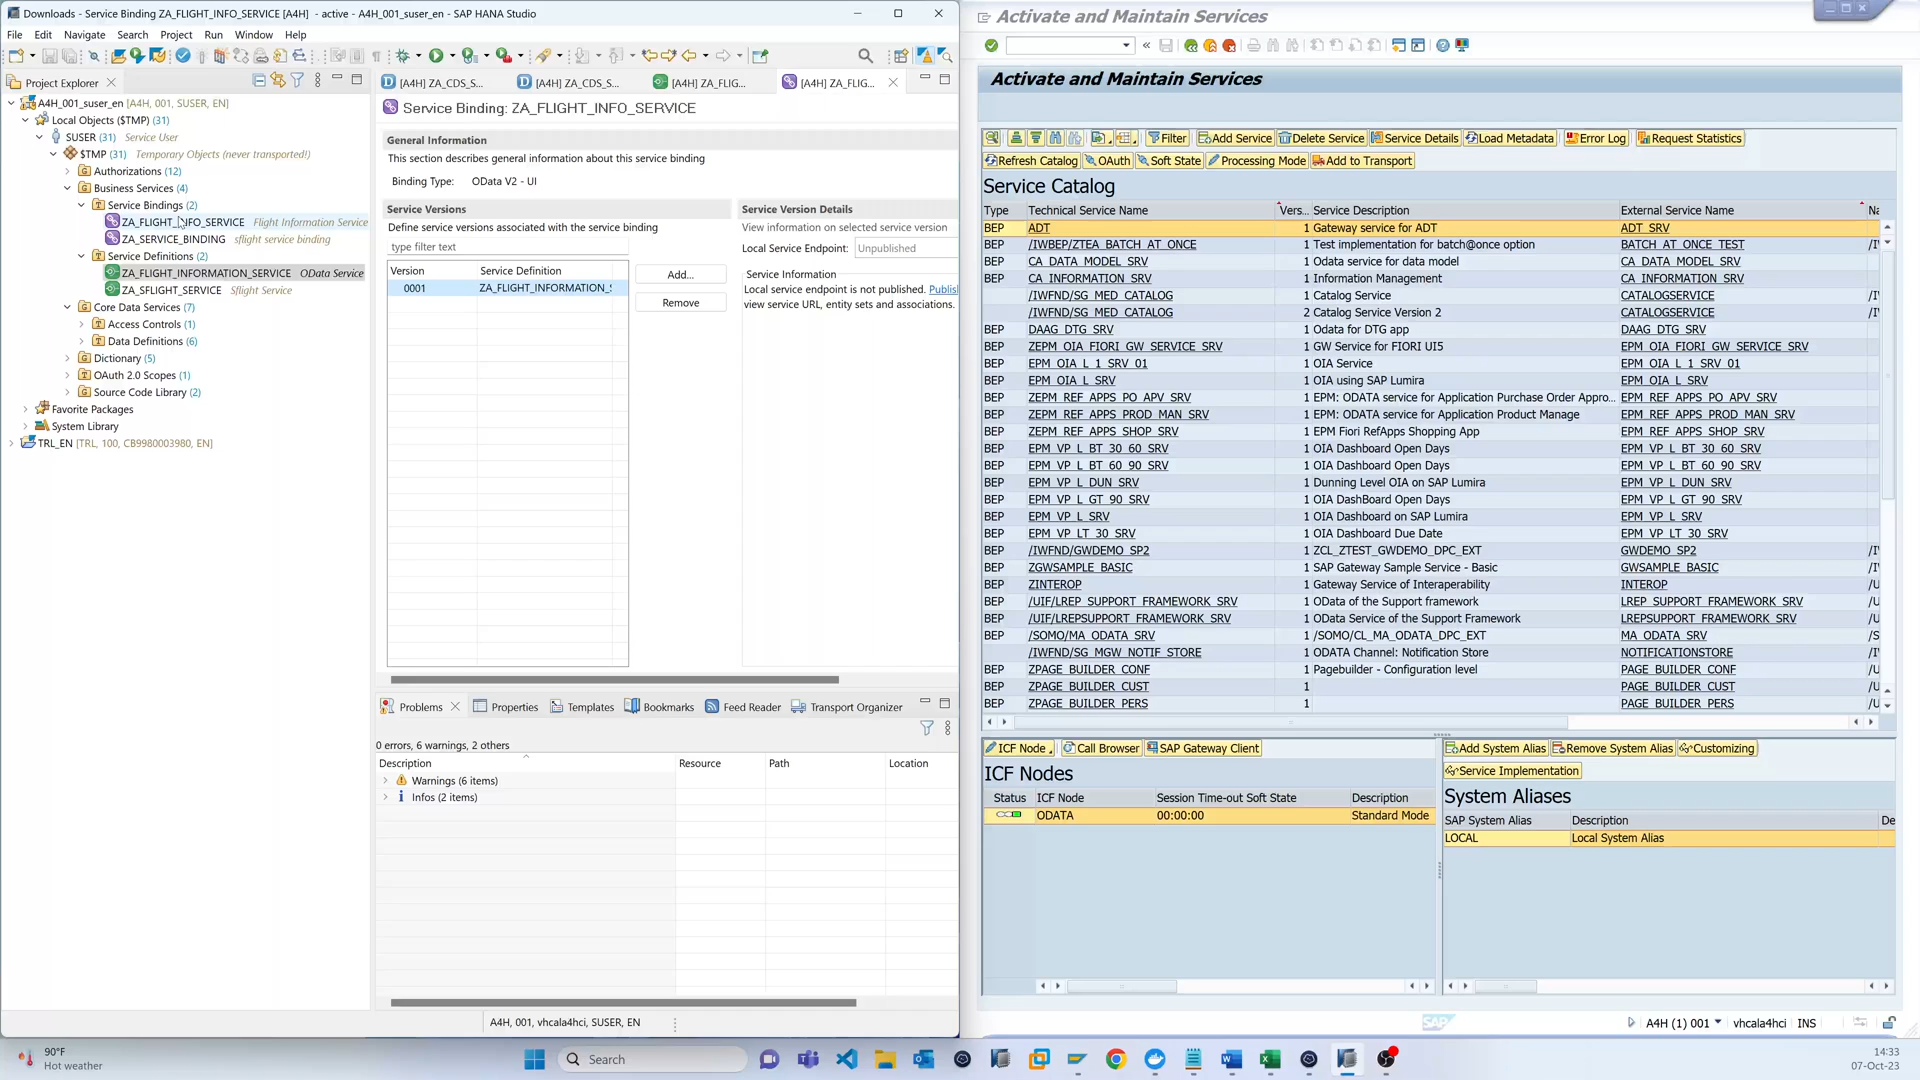 Downloads - Service Binding ZA_FLIGHT_INFO_SERVICE [A4H] - active - A4H_001_suser_en - SAP HANA Studio
File Edit Navigate Search Project Run Window Help
Project Explorer
A4H_001_suser_en [A4H, 001, SUSER, EN]
Local Objects ($TMP) (31)
SUSER (31) Service User
$TMP (31) Temporary Objects (never transported!)
Authorizations (12)
Business Services (4)
Service Bindings (2)
ZA_FLIGHT_INFO_SERVICE Flight Information Service
ZA_SERVICE_BINDING sflight service binding
Service Definitions (2)
ZA_FLIGHT_INFORMATION_SERVICE OData Service
ZA_SFLIGHT_SERVICE Sflight Service
Core Data Services (7)
Access Controls (1)
Data Definitions (6)
Dictionary (5)
OAuth 2.0 Scopes (1)
Source Code Library (2)
Favorite Packages
System Library
TRL_EN [TRL, 100, CB9980003980, EN]
[A4H] ZA_CDS_S... [A4H] ZA_CDS_S... [A4H] ZA_FLIG... [A4H] ZA_FLIG...
Service Binding: ZA_FLIGHT_INFO_SERVICE
General Information
This section describes general information about this service binding
Binding Type: OData V2 - UI
Service Versions
Define service versions associated with the service binding
type filter text
Version Service Definition
0001 ZA_FLIGHT_INFORMATION_S
Add...
Remove
Service Version Details
View information on selected service version
Local Service Endpoint: Unpublished
Service Information
Local service endpoint is not published. Publis
view service URL, entity sets and associations.
Problems Properties Templates Bookmarks Feed Reader Transport Organizer
0 errors, 6 warnings, 2 others
Description Resource Path Location
Warnings (6 items)
Infos (2 items)
A4H, 001, vhcala4hci, SUSER, EN
Activate and Maintain Services
Activate and Maintain Services
Filter Add Service Delete Service Service Details Load Metadata Error Log Request Statistics
Refresh Catalog OAuth Soft State Processing Mode Add to Transport
Service Catalog
Type Technical Service Name Vers... Service Description External Service Name Na
ADT 1 Gateway service for ADT ADT_SRV
BEP
BEP /IWBEP/ZTEA_BATCH_AT_ONCE 1 Test implementation for batch@once option BATCH_AT_ONCE_TEST /I
BEP CA_DATA_MODEL_SRV 1 Odata service for data model CA_DATA_MODEL_SRV
BEP CA_INFORMATION_SRV 1 Information Management CA_INFORMATION_SRV
/IWFND/SG_MED_CATALOG 1 Catalog Service CATALOGSERVICE /I
/IWFND/SG_MED_CATALOG 2 Catalog Service Version 2 CATALOGSERVICE /I
BEP DAAG_DTG_SRV 1 Odata for DTG app DAAG_DTG_SRV
BEP ZEPM_OIA_FIORI_GW_SERVICE_SRV 1 GW Service for FIORI UI5 EPM_OIA_FIORI_GW_SERVICE_SRV
BEP EPM_OIA_L_1_SRV_01 1 OIA Service EPM_OIA_L_1_SRV_01
BEP EPM_OIA_L_SRV 1 OIA using SAP Lumira EPM_OIA_L_SRV
BEP ZEPM_REF_APPS_PO_APV_SRV 1 EPM: ODATA service for Application Purchase Order Appro... EPM_REF_APPS_PO_APV_SRV
BEP ZEPM_REF_APPS_PROD_MAN_SRV 1 EPM: ODATA service for Application Product Manage EPM_REF_APPS_PROD_MAN_SRV
BEP ZEPM_REF_APPS_SHOP_SRV 1 EPM Fiori RefApps Shopping App EPM_REF_APPS_SHOP_SRV
BEP EPM_VP_L_BT_30_60_SRV 1 OIA Dashboard Open Days EPM_VP_L_BT_30_60_SRV
BEP EPM_VP_L_BT_60_90_SRV 1 OIA Dashboard Open Days EPM_VP_L_BT_60_90_SRV
BEP EPM_VP_L_DUN_SRV 1 Dunning Level OIA on SAP Lumira EPM_VP_L_DUN_SRV
BEP EPM_VP_L_GT_90_SRV 1 OIA DashBoard Open Days EPM_VP_L_GT_90_SRV
BEP EPM_VP_L_SRV 1 OIA Dashboard on SAP Lumira EPM_VP_L_SRV
BEP EPM_VP_LT_30_SRV 1 OIA Dashboard Due Date EPM_VP_LT_30_SRV
BEP /IWFND/GWDEMO_SP2 1 ZCL_ZTEST_GWDEMO_DPC_EXT GWDEMO_SP2 /I
BEP ZGWSAMPLE_BASIC 1 SAP Gateway Sample Service - Basic GWSAMPLE_BASIC /I
BEP ZINTEROP 1 Gateway Service of Interaperability INTEROP /U
BEP /UIF/LREP_SUPPORT_FRAMEWORK_SRV 1 OData of the Support framework LREP_SUPPORT_FRAMEWORK_SRV /U
BEP /UIF/LREPSUPPORT_FRAMEWORK_SRV 1 OData Service of the Support Framework LREPSUPPORT_FRAMEWORK_SRV /U
BEP /SOMO/MA_ODATA_SRV 1 /SOMO/CL_MA_ODATA_DPC_EXT MA_ODATA_SRV /S
/IWFND/SG_MGW_NOTIF_STORE 1 ODATA Channel: Notification Store NOTIFICATIONSTORE /I
BEP ZPAGE_BUILDER_CONF 1 Pagebuilder - Configuration level PAGE_BUILDER_CONF /U
BEP ZPAGE_BUILDER_CUST 1 PAGE_BUILDER_CUST /U
BEP ZPAGE_BUILDER_PERS 1 PAGE_BUILDER_PERS /U
ICF Node Call Browser SAP Gateway Client
ICF Nodes
Status ICF Node Session Time-out Soft State Description
ODATA 00:00:00 Standard Mode
Add System Alias Remove System Alias Customizing
Service Implementation
System Aliases
SAP System Alias Description De
LOCAL Local System Alias
SAP A4H (1) 001 vhcala4hci INS
90°F
Hot weather
Search
14:33
07-Oct-23